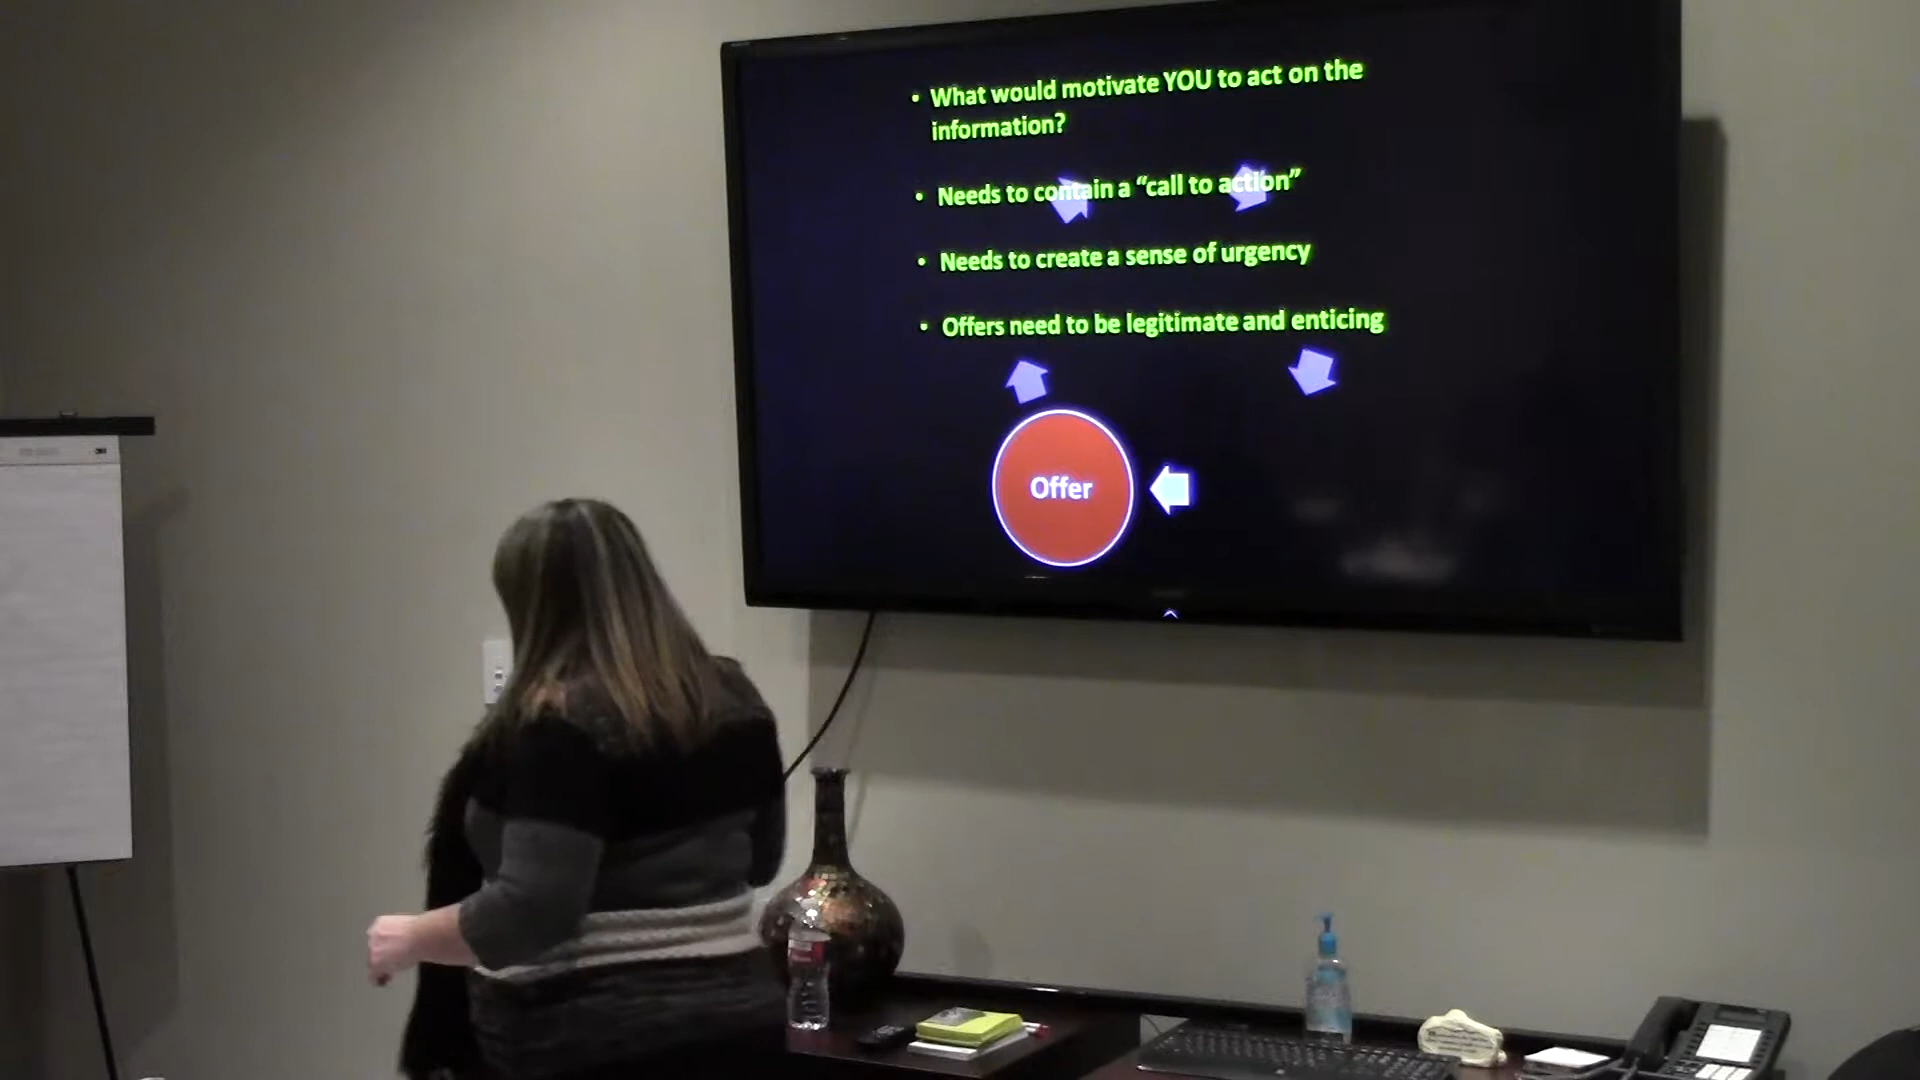 • What would motivate YOU to act on the
information?
• Needs to contain a “call to action”
• Needs to create a sense of urgency
• Offers need to be legitimate and enticing
Offer